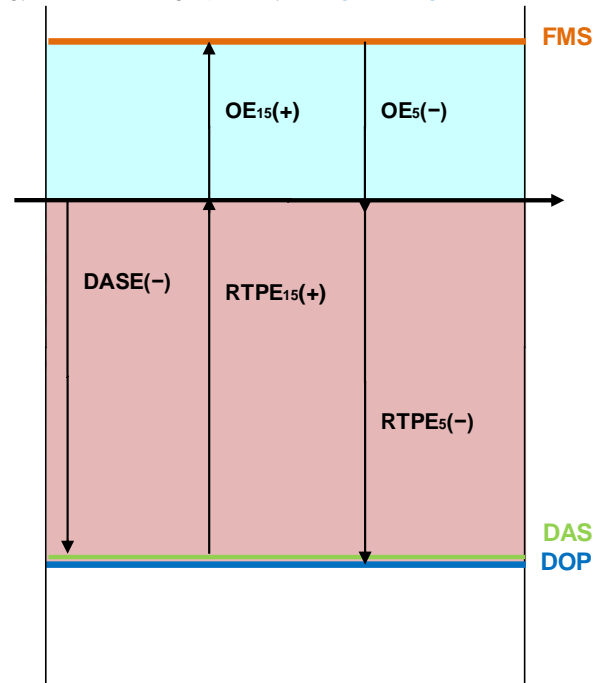 FMS
OE15(+) OE5(−)
DASE(−) RTPE15(+)
RTPE5(−)
DAS
DOP